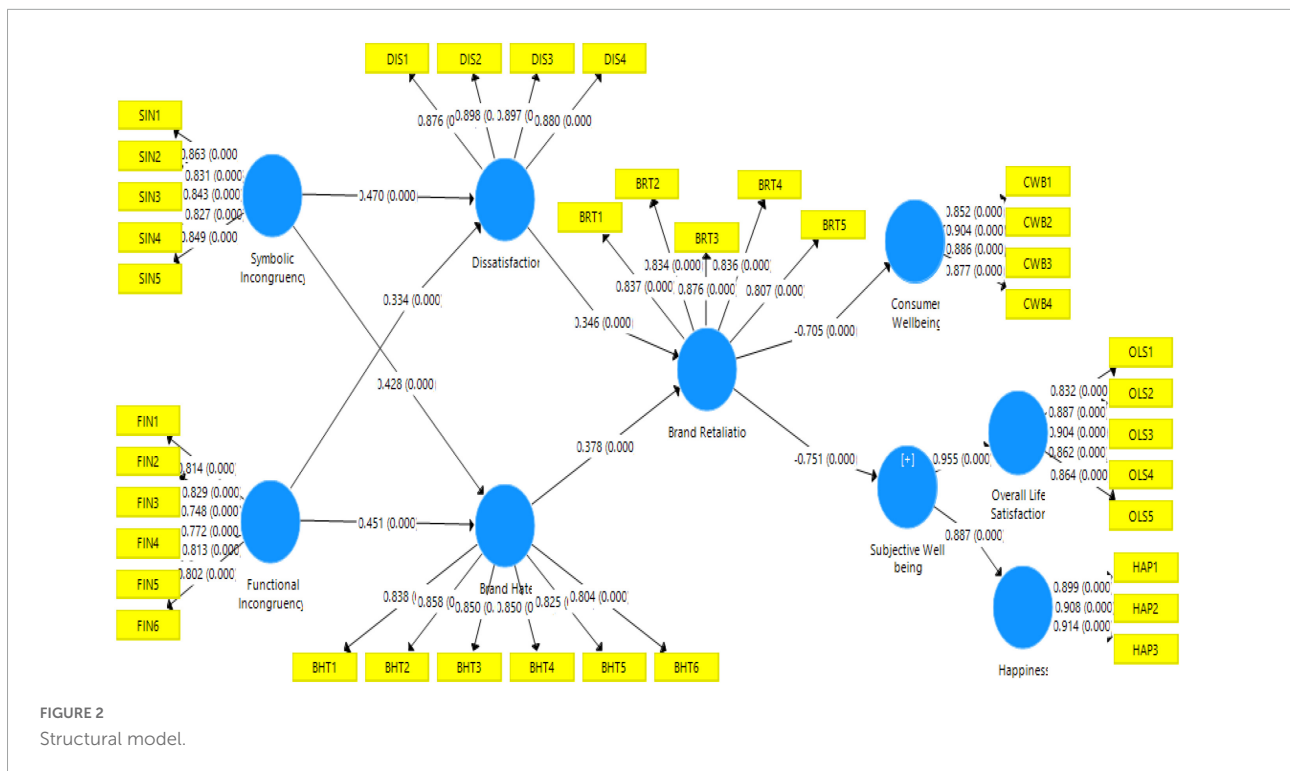 DIS1
DIS2
DIS3
DIS4
0.876 (0
0.898 (0.
0.897 (0
0.880 (0.000
Dissatisfaction
SIN1
SIN2
SIN3
SIN4
SIN5
0.863 (0.000
0.831 (0.000)
0.843 (0.000)
0.827 (0.000)
0.849 (0.000
Symbolic
Incongruency
0.470 (0.000
0.334 (0.000)
0.428 (0.000)
0.346 (0.000)
0.451 (0.000)
0.378 (0.000
FIN1
FIN2
FIN3
FIN4
FIN5
FIN6
0.814 (0.000
0.829 (0.000
0.748 (0.000
0.772 (0.000
0.813 (0.000
0.802 (0.000
Functional
Incongruency
Brand Hate
0.838 (
0.858 (0.
0.850 (0.
0.850 (0.
0.825 (
0.804 (0.000)
BHT1
BHT2
BHT3
BHT4
BHT5
BHT6
BRT1
BRT2
BRT3
BRT4
BRT5
0.837 (0.000
0.834 (0.000
0.876 (0.000
0.836 (0.000)
0.807 (0.000)
Brand Retaliatio
-0.705 (0.000)
-0.751 (0.000)
Consumer
Wellbeing
0.852 (0.000
0.904 (0.000
0.886 (0.000
0.877 (0.000
CWB1
CWB2
CWB3
CWB4
[+]
Subjective Well
being
0.955 (0.000
0.887 (0.000
Overall Life
Satisfaction
0.832 (0.000
0.887 (0.000
0.904 (0.000
0.862 (0.000
0.864 (0.000
OLS1
OLS2
OLS3
OLS4
OLS5
Happiness
0.899 (0.000
0.908 (0.000
0.914 (0.000
HAP1
HAP2
HAP3
FIGURE 2
Structural model.